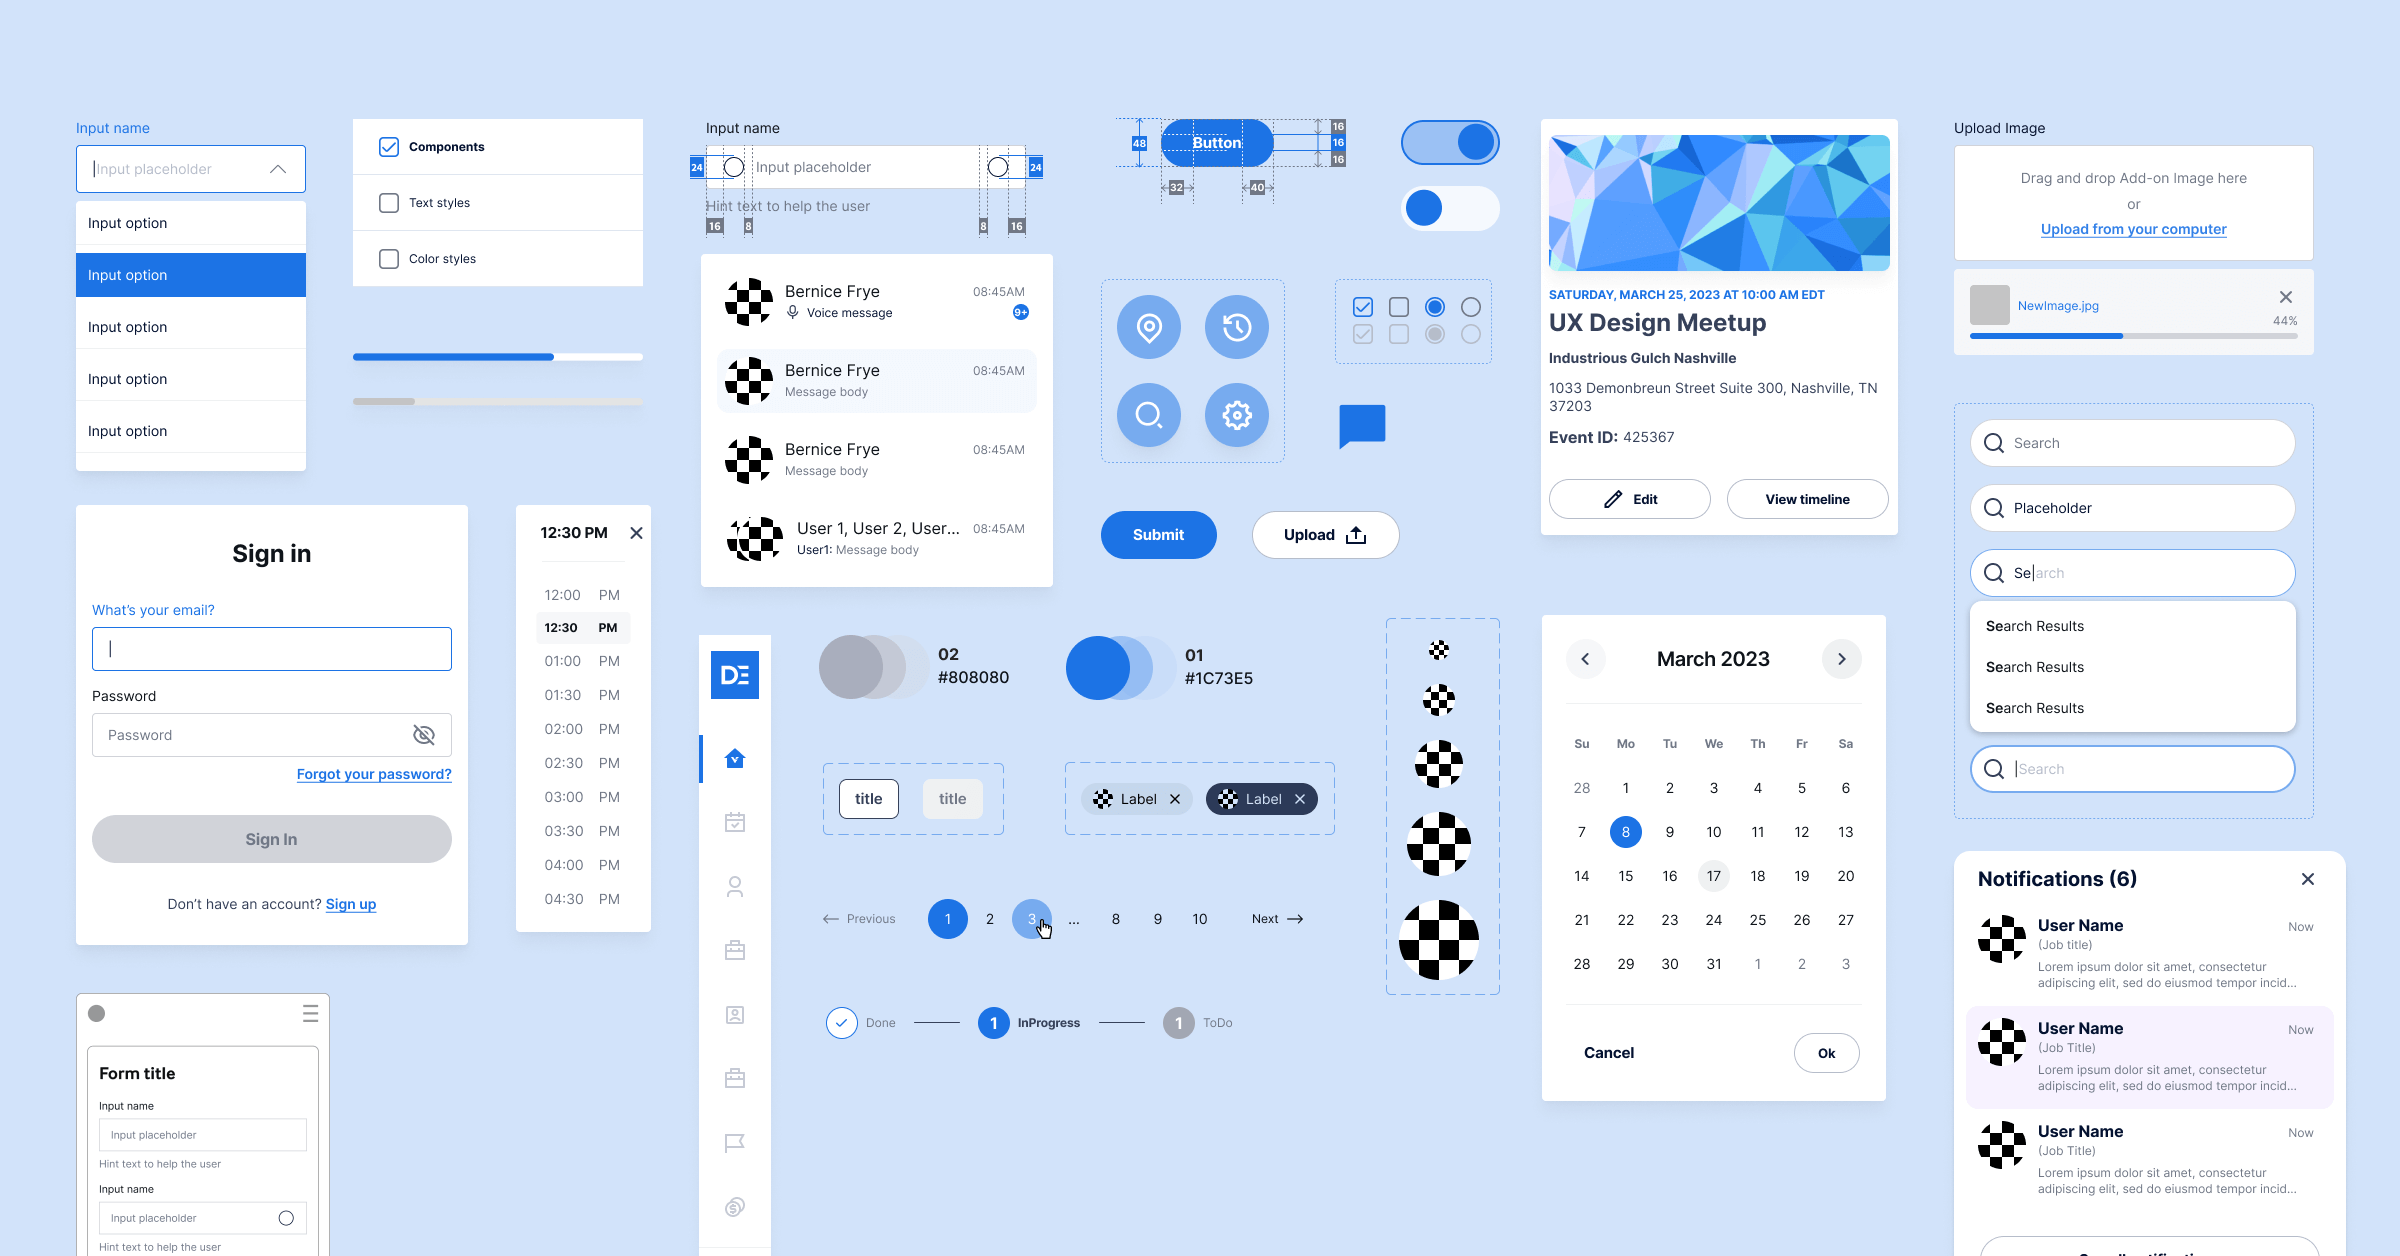 Input name
Input placeholder
Input option
Input option
Input option
Input option
Input option
Components
Text styles
Color styles
Sign in
What's your email?
Password
Password
Forgot your password?
Sign In
Don't have an account? Sign up
12:30 PM
12:00 PM
12:30 PM
01:00 PM
01:30 PM
02:00 PM
02:30 PM
03:00 PM
03:30 PM
04:00 PM
04:30 PM
Form title
Input name
Input placeholder
Hint text to help the user
Input name
Input placeholder
Hint text to help the user
Input name
24
Input placeholder
24
Hint text to help the user
16 8 8 16
Bernice Frye 08:45AM
Voice message 9+
Bernice Frye 08:45AM
Message body
Bernice Frye 08:45AM
Message body
User 1, User 2, User... 08:45AM
User1: Message body
48
Button
16
16
16
32 40
Submit
Upload
DE
02
#808080
01
#1C73E5
title
title
Label
Label
Previous 1 2 3 ... 8 9 10 Next
Done
1 InProgress
1 ToDo
SATURDAY, MARCH 25, 2023 AT 10:00 AM EDT
UX Design Meetup
Industrious Gulch Nashville
1033 Demonbreun Street Suite 300, Nashville, TN
37203
Event ID: 425367
Edit
View timeline
March 2023
Su Mo Tu We Th Fr Sa
28 1 2 3 4 5 6
7 8 9 10 11 12 13
14 15 16 17 18 19 20
21 22 23 24 25 26 27
28 29 30 31 1 2 3
Cancel
Ok
Upload Image
Drag and drop Add-on Image here
or
Upload from your computer
NewImage.jpg
44%
Search
Placeholder
Search
Search Results
Search Results
Search Results
Search
Notifications (6)
User Name Now
(Job title)
Lorem ipsum dolor sit amet, consectetur
adipiscing elit, sed do eiusmod tempor incid...
User Name Now
(Job Title)
Lorem ipsum dolor sit amet, consectetur
adipiscing elit, sed do eiusmod tempor incid...
User Name Now
(Job Title)
Lorem ipsum dolor sit amet, consectetur
adipiscing elit, sed do eiusmod tempor incid...